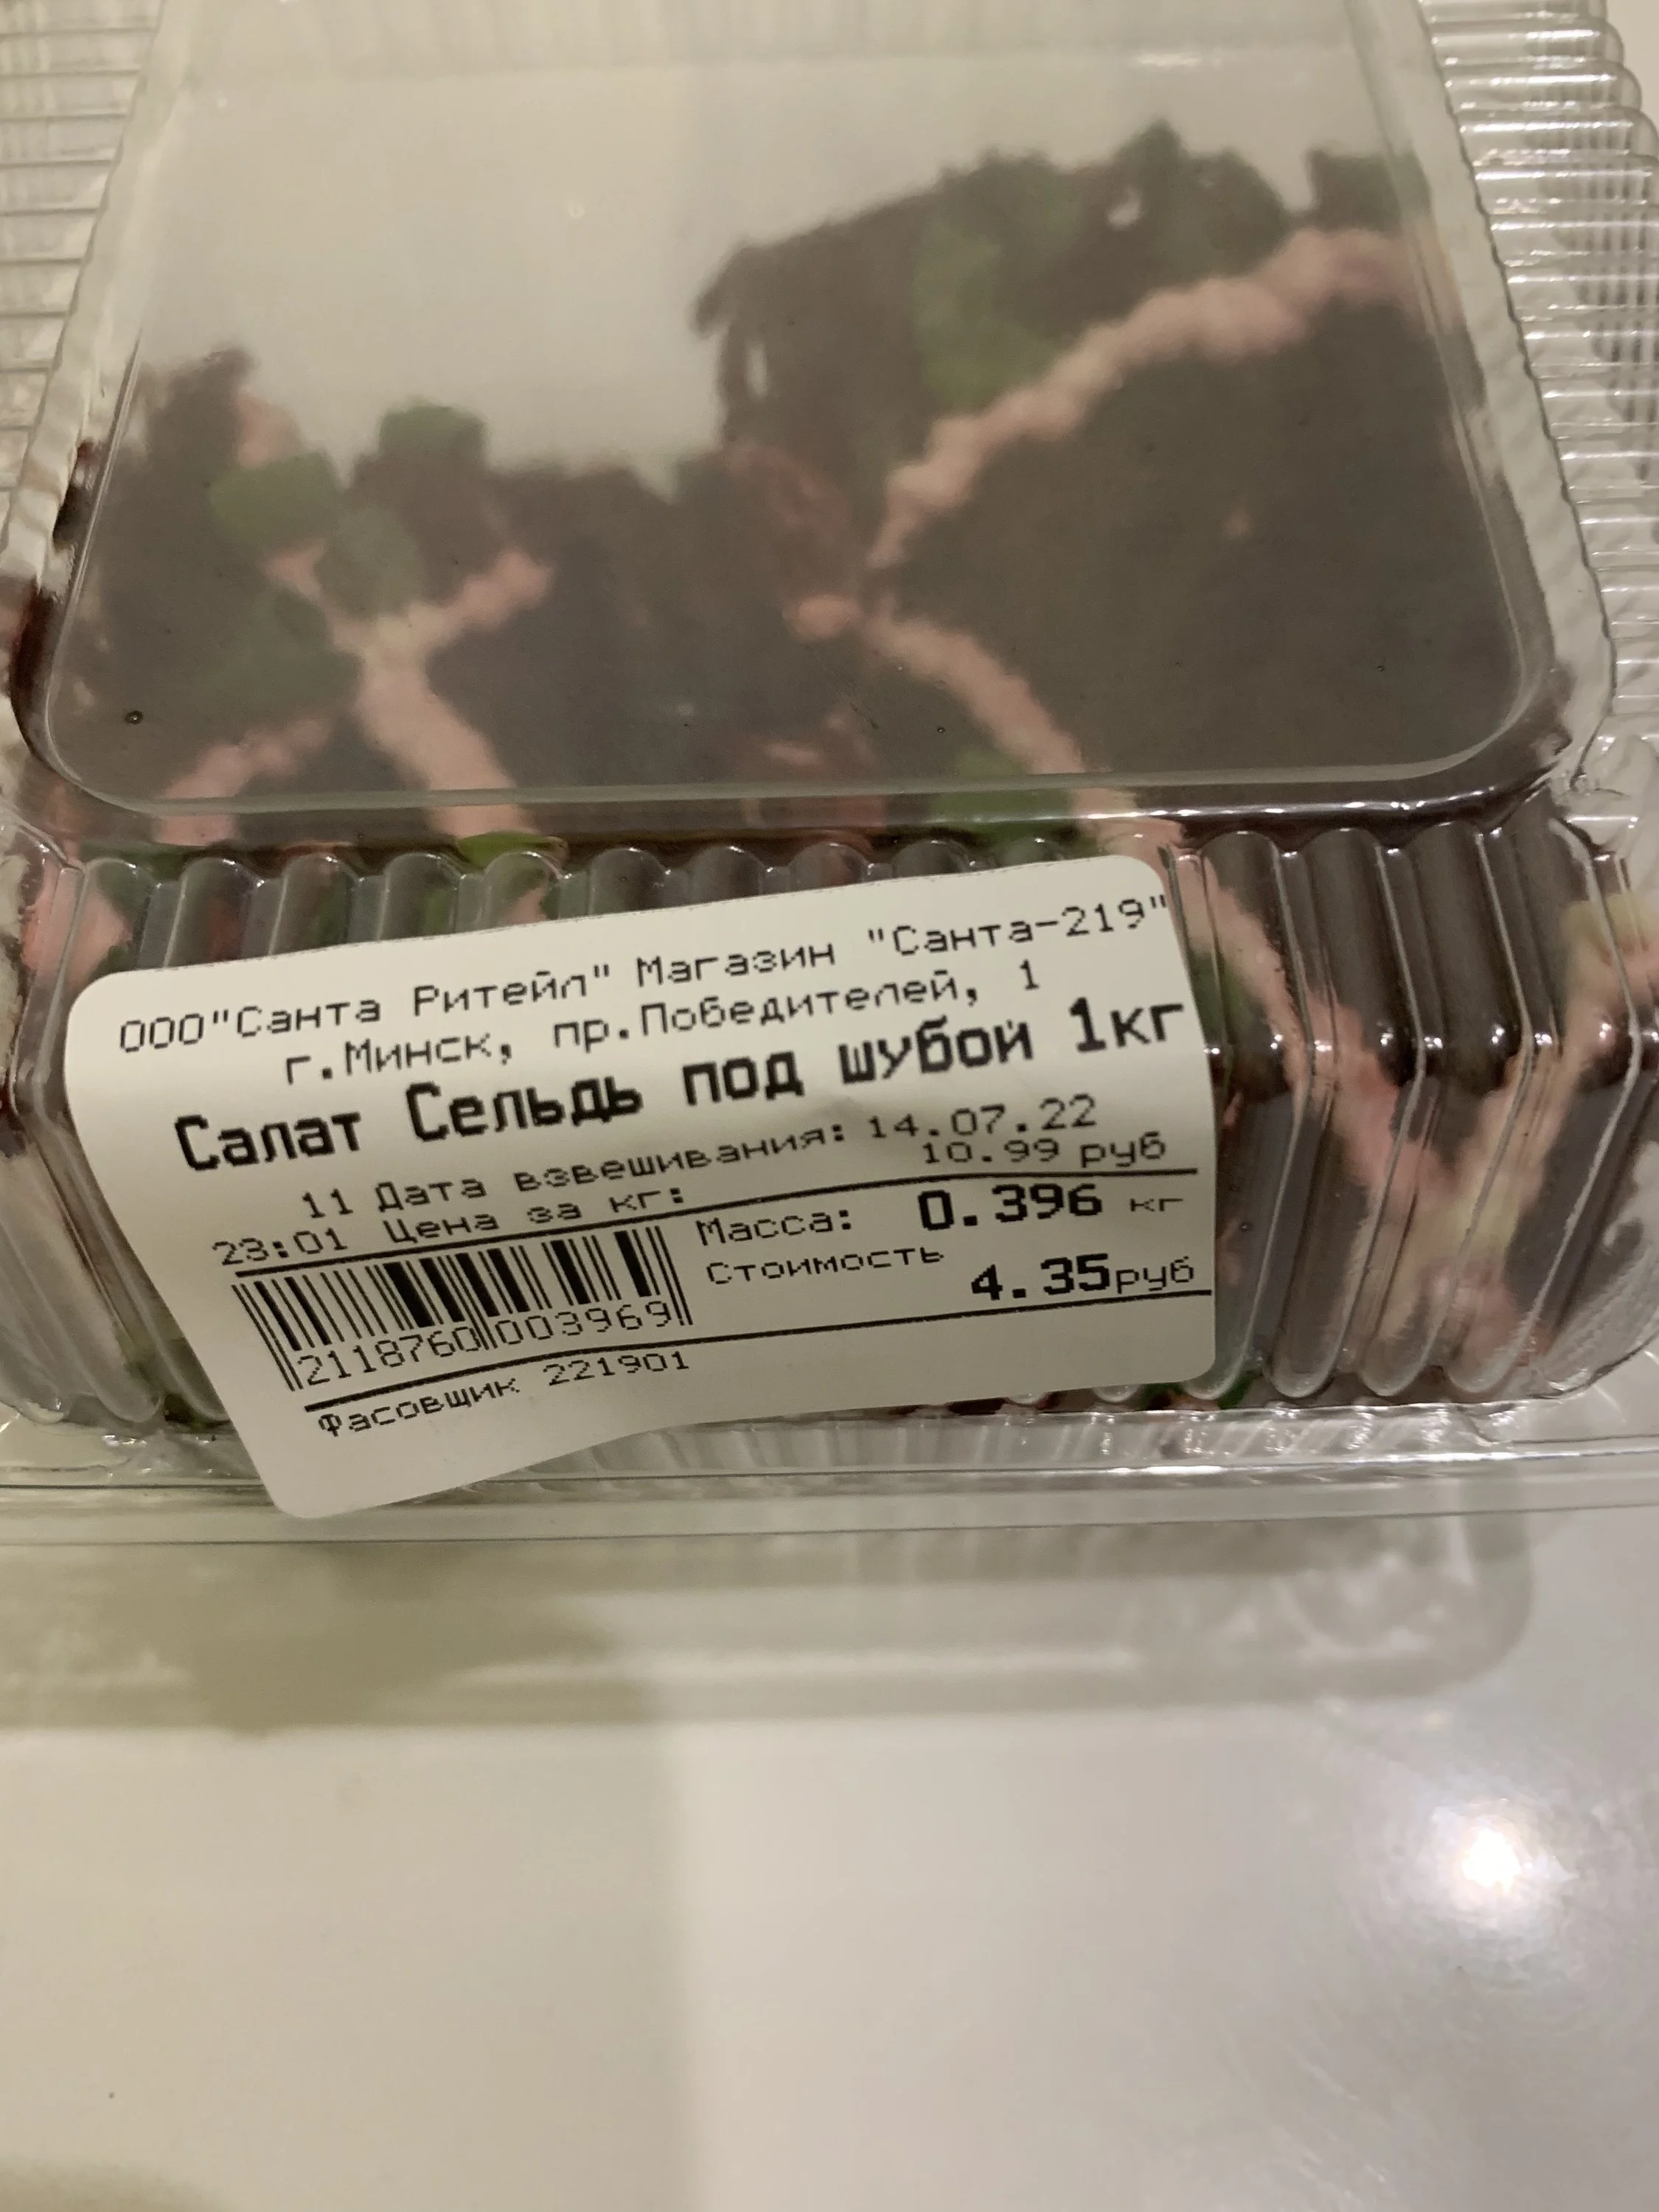 ООО"Санта Ритейл" Магазин "Санта-219"
г.Минск, пр.Победителей, 1
Салат Сельдь под шубой 1кг
11 Дата взвешивания: 14.07.22
23:01 Цена за кг: 10.99 руб
Масса: 0.396 кг
Стоимость 4.35руб
2118760003969
Фасовщик 221901